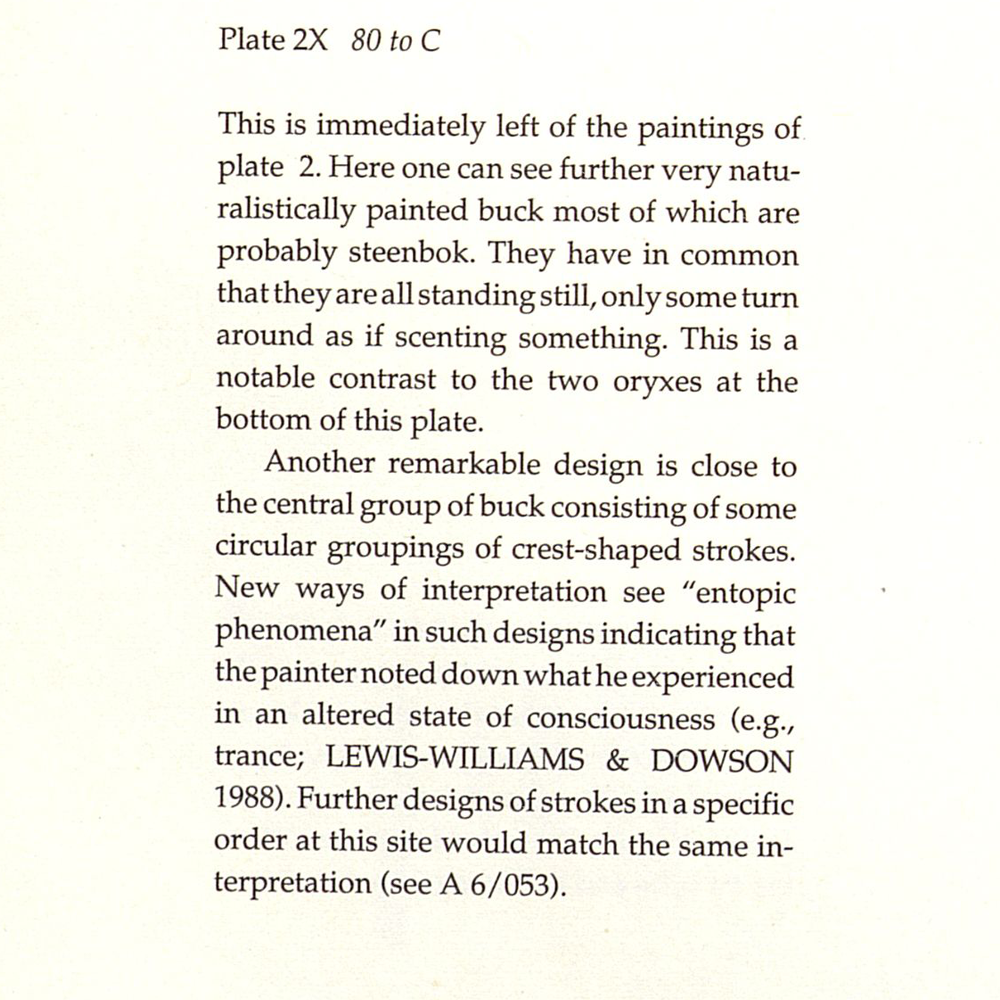 Plate 2X 80 to C
This is immediately left of the paintings of
plate 2. Here one can see further very natu-
ralistically painted buck most of which are
probably steenbok. They have in common
that they are all standing still, only some turn
around as if scenting something. This is a
notable contrast to the two oryxes at the
bottom of this plate.
Another remarkable design is close to
the central group of buck consisting of some
circular groupings of crest-shaped strokes.
New ways of interpretation see "entopic
phenomena" in such designs indicating that
the painter noted down what he experienced
in an altered state of consciousness (e.g.,
trance; LEWIS-WILLIAMS & DOWSON
1988). Further designs of strokes in a specific
order at this site would match the same in-
terpretation (see A 6/053).